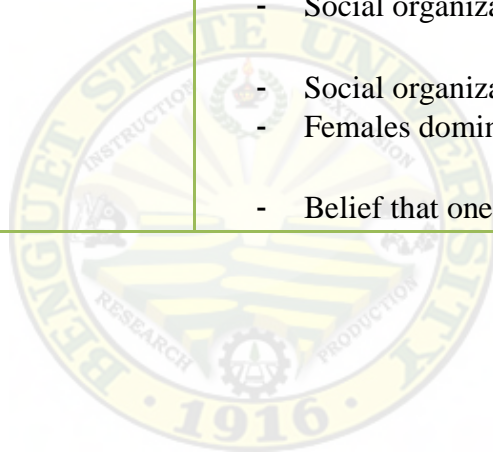 - Social organiza
- Social organiza
- Females domin
- Belief that one
BENGUET STATE UNIVERSITY
INSTRUCTION
EXTENSION
RESEARCH
PRODUCTION
· 1916 ·